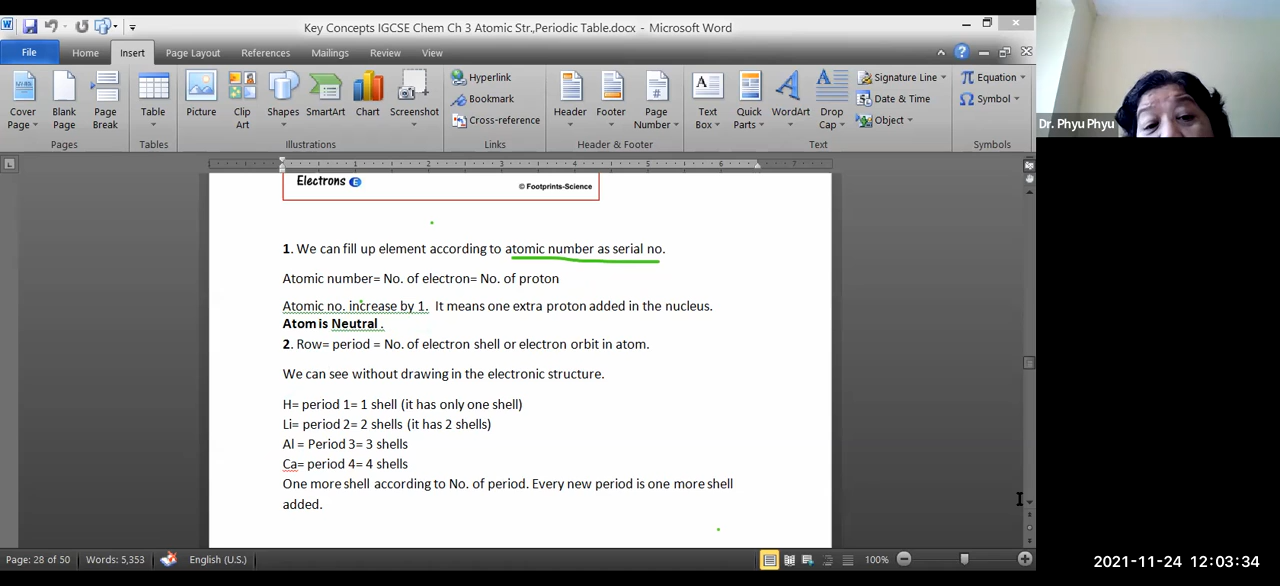 Key Concepts IGCSE Chem Ch 3 Atomic Str.,Periodic Table.docx - Microsoft Word
File Home Insert Page Layout References Mailings Review View
Cover Page
Blank Page
Page Break
Pages
Table
Tables
Picture
Clip Art
Shapes
SmartArt
Chart
Screenshot
Illustrations
Hyperlink
Bookmark
Cross-reference
Links
Header
Footer
Page Number
Header & Footer
Text Box
Quick Parts
WordArt
Drop Cap
Signature Line
Date & Time
Object
Text
Equation
Symbol
Symbols
Dr. Phyu Phyu
1 2 3 4 5 6 7
Electrons E
© Footprints-Science
1. We can fill up element according to atomic number as serial no.
Atomic number= No. of electron= No. of proton
Atomic no. increase by 1. It means one extra proton added in the nucleus.
Atom is Neutral .
2. Row= period = No. of electron shell or electron orbit in atom.
We can see without drawing in the electronic structure.
H= period 1= 1 shell (it has only one shell)
Li= period 2= 2 shells (it has 2 shells)
Al = Period 3= 3 shells
Ca= period 4= 4 shells
One more shell according to No. of period. Every new period is one more shell
added.
Page: 28 of 50 Words: 5,353 English (U.S.) 100%
2021-11-24 12:03:34